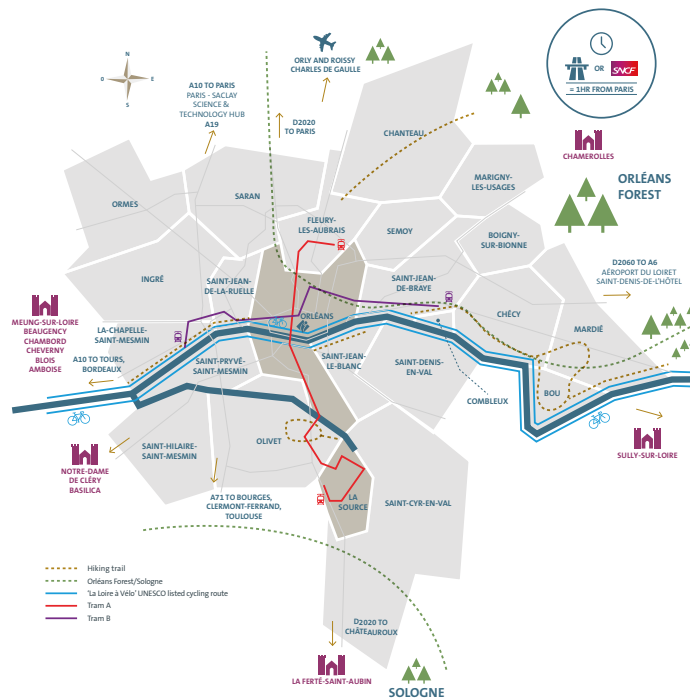 N
O
E
S
ORLY AND ROISSY
CHARLES DE GAULLE
OR
SNCF
= 1HR FROM PARIS
A10 TO PARIS
PARIS - SACLAY
SCIENCE &
TECHNOLOGY HUB
A19
D2020
TO PARIS
CHANTEAU
CHAMEROLLES
ORLÉANS
FOREST
MARIGNY-
LES-USAGES
ORMES
SARAN
FLEURY-
LES-AUBRAIS
SEMOY
BOIGNY-
SUR-BIONNE
D2060 TO A6
AÉROPORT DU LOIRET
SAINT-DENIS-DE-L'HÔTEL
INGRÉ
SAINT-JEAN-
DE-LA-RUELLE
SAINT-JEAN-
DE-BRAYE
MEUNG-SUR-LOIRE
BEAUGENCY
CHAMBORD
CHEVERNY
BLOIS
AMBOISE
LA-CHAPELLE-
SAINT-MESMIN
ORLÉANS
CHÉCY
MARDIÉ
A10 TO TOURS,
BORDEAUX
SAINT-PRYVÉ-
SAINT-MESMIN
SAINT-JEAN-
LE-BLANC
SAINT-DENIS-
EN-VAL
COMBLEUX
BOU
SAINT-HILAIRE-
SAINT-MESMIN
OLIVET
SULLY-SUR-LOIRE
NOTRE-DAME
DE CLÉRY
BASILICA
A71 TO BOURGES,
CLERMONT-FERRAND,
TOULOUSE
LA
SOURCE
SAINT-CYR-EN-VAL
Hiking trail
Orléans Forest/Sologne
'La Loire à Vélo' UNESCO listed cycling route
Tram A
Tram B
D2020 TO
CHÂTEAUROUX
LA FERTÉ-SAINT-AUBIN
SOLOGNE